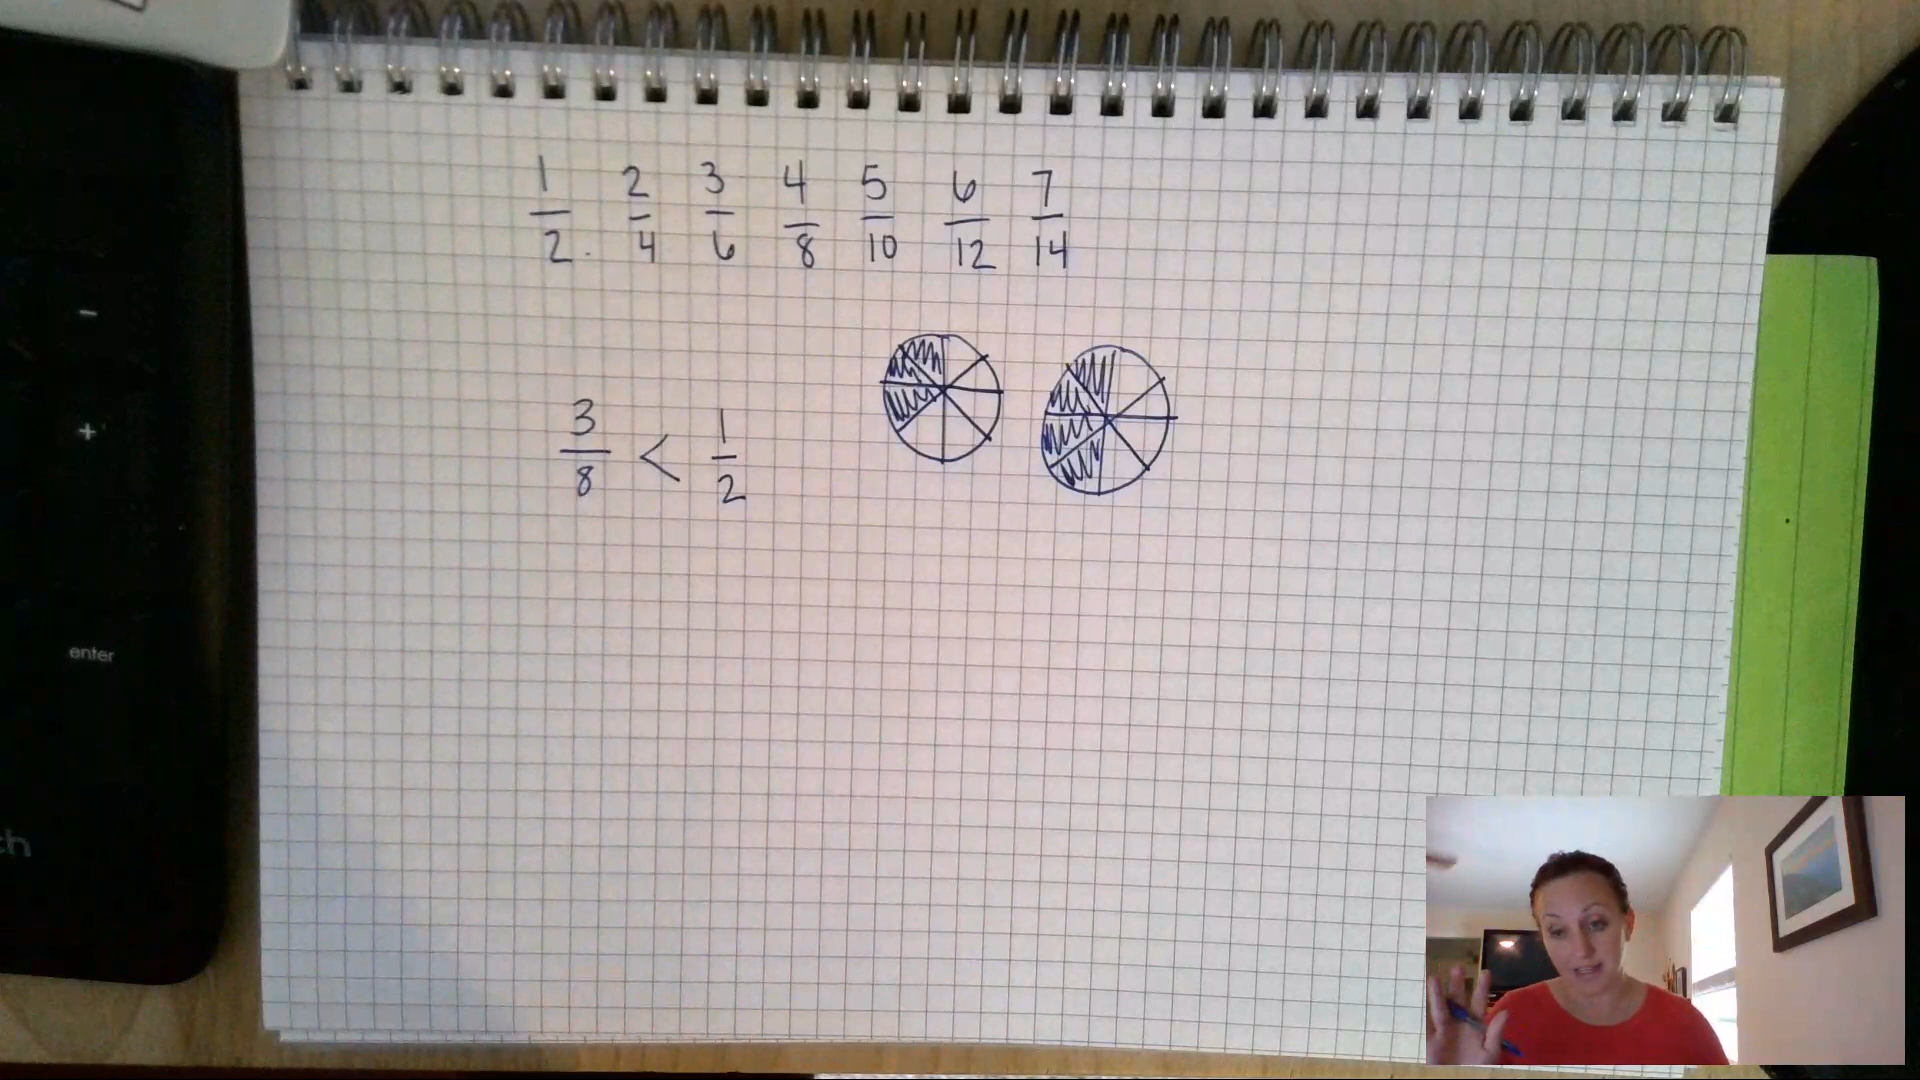 1/2. 2/4 3/6 4/8 5/10 6/12 7/14
3/8 < 1/2
-
+
enter
ch